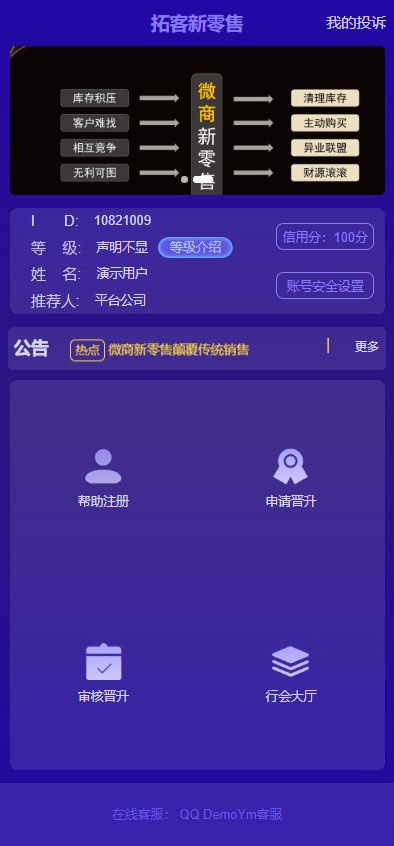 拓客新零售 我的投诉
库存积压 清理库存
客户难找 主动购买
相互竞争 异业联盟
无利可图 财源滚滚
微商新零售
I D: 10821009
信用分：100分
等 级: 声明不显 等级介绍
姓 名: 演示用户
账号安全设置
推荐人: 平台公司
公告 热点 微商新零售颠覆传统销售 | 更多
帮助注册 申请晋升
审核晋升 行会大厅
在线客服： QQ DemoYm客服